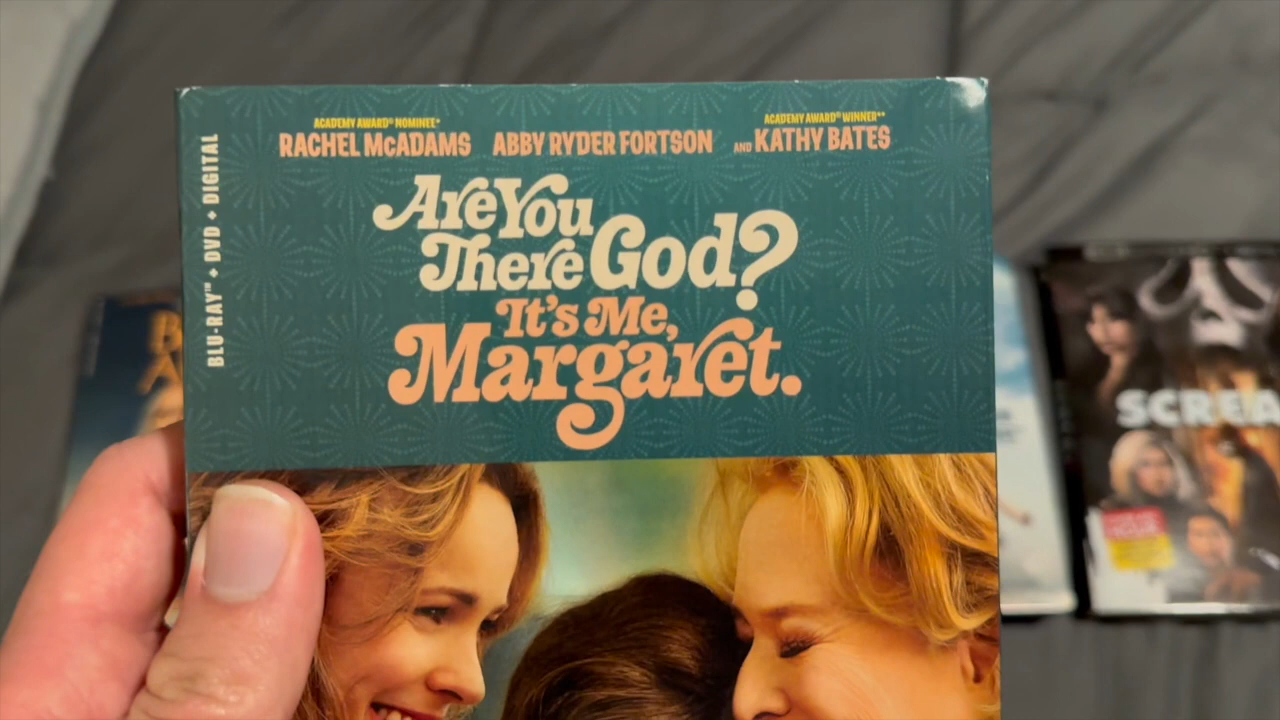 ACADEMY AWARD® NOMINEE*
RACHEL McADAMS
ABBY RYDER FORTSON
ACADEMY AWARD® WINNER**
AND KATHY BATES
BLU-RAY™ + DVD + DIGITAL
Are You
There God?
It's Me,
Margaret.
SCREA